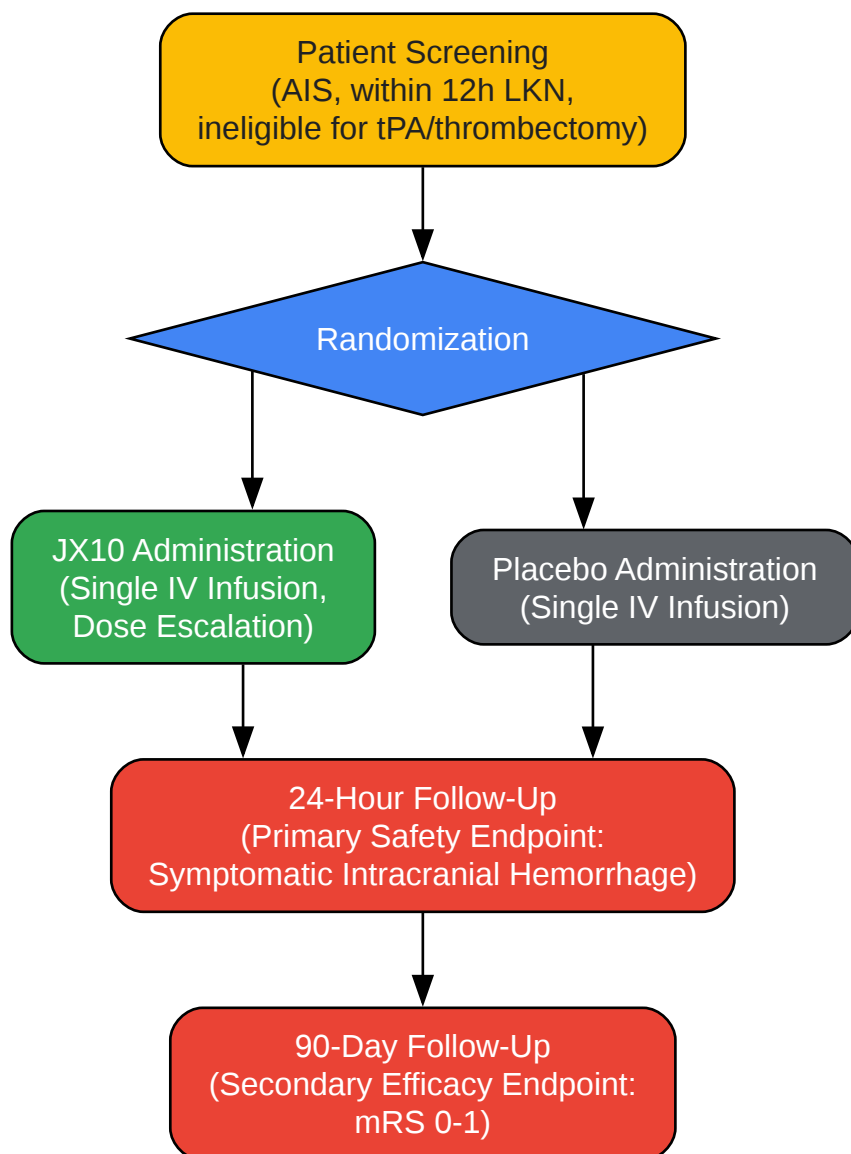 Patient Screening
(AIS, within 12h LKN,
ineligible for tPA/thrombectomy)
Randomization
JX10 Administration
(Single IV Infusion,
Dose Escalation)
Placebo Administration
(Single IV Infusion)
24-Hour Follow-Up
(Primary Safety Endpoint:
Symptomatic Intracranial Hemorrhage)
90-Day Follow-Up
(Secondary Efficacy Endpoint:
mRS 0-1)